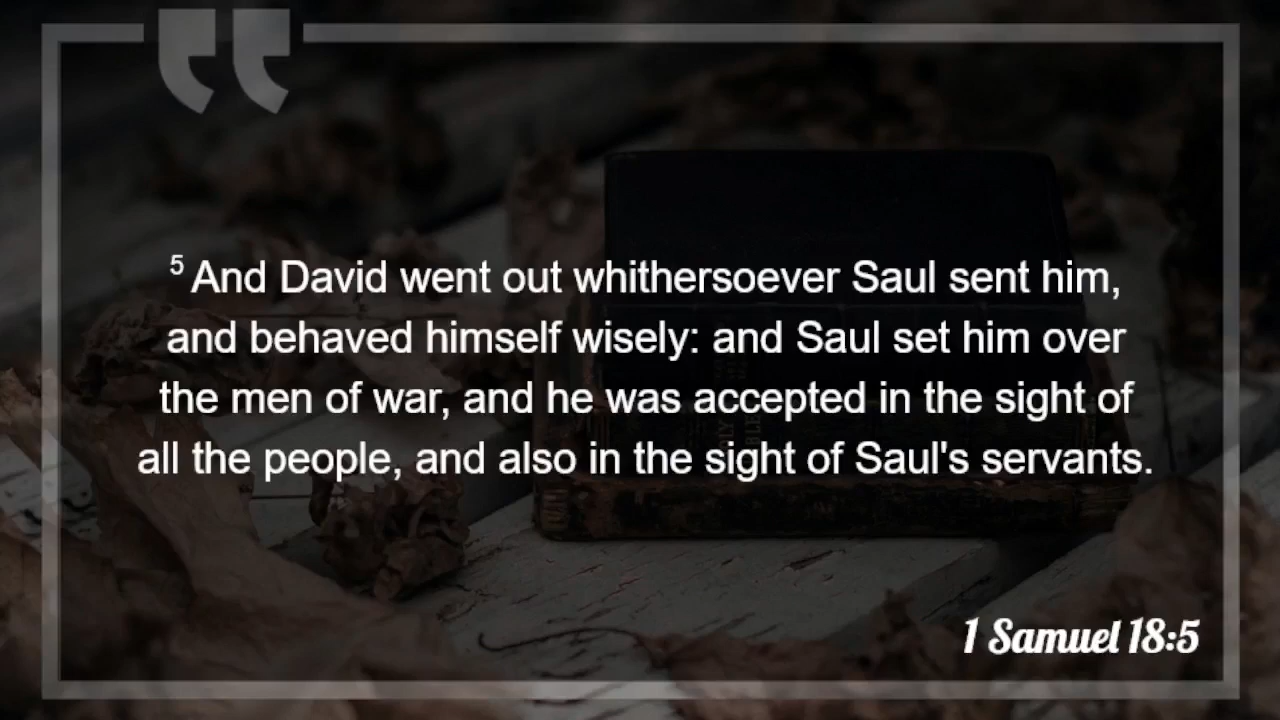 5 And David went out whithersoever Saul sent him,
and behaved himself wisely: and Saul set him over
the men of war, and he was accepted in the sight of
all the people, and also in the sight of Saul's servants.
1 Samuel 18:5